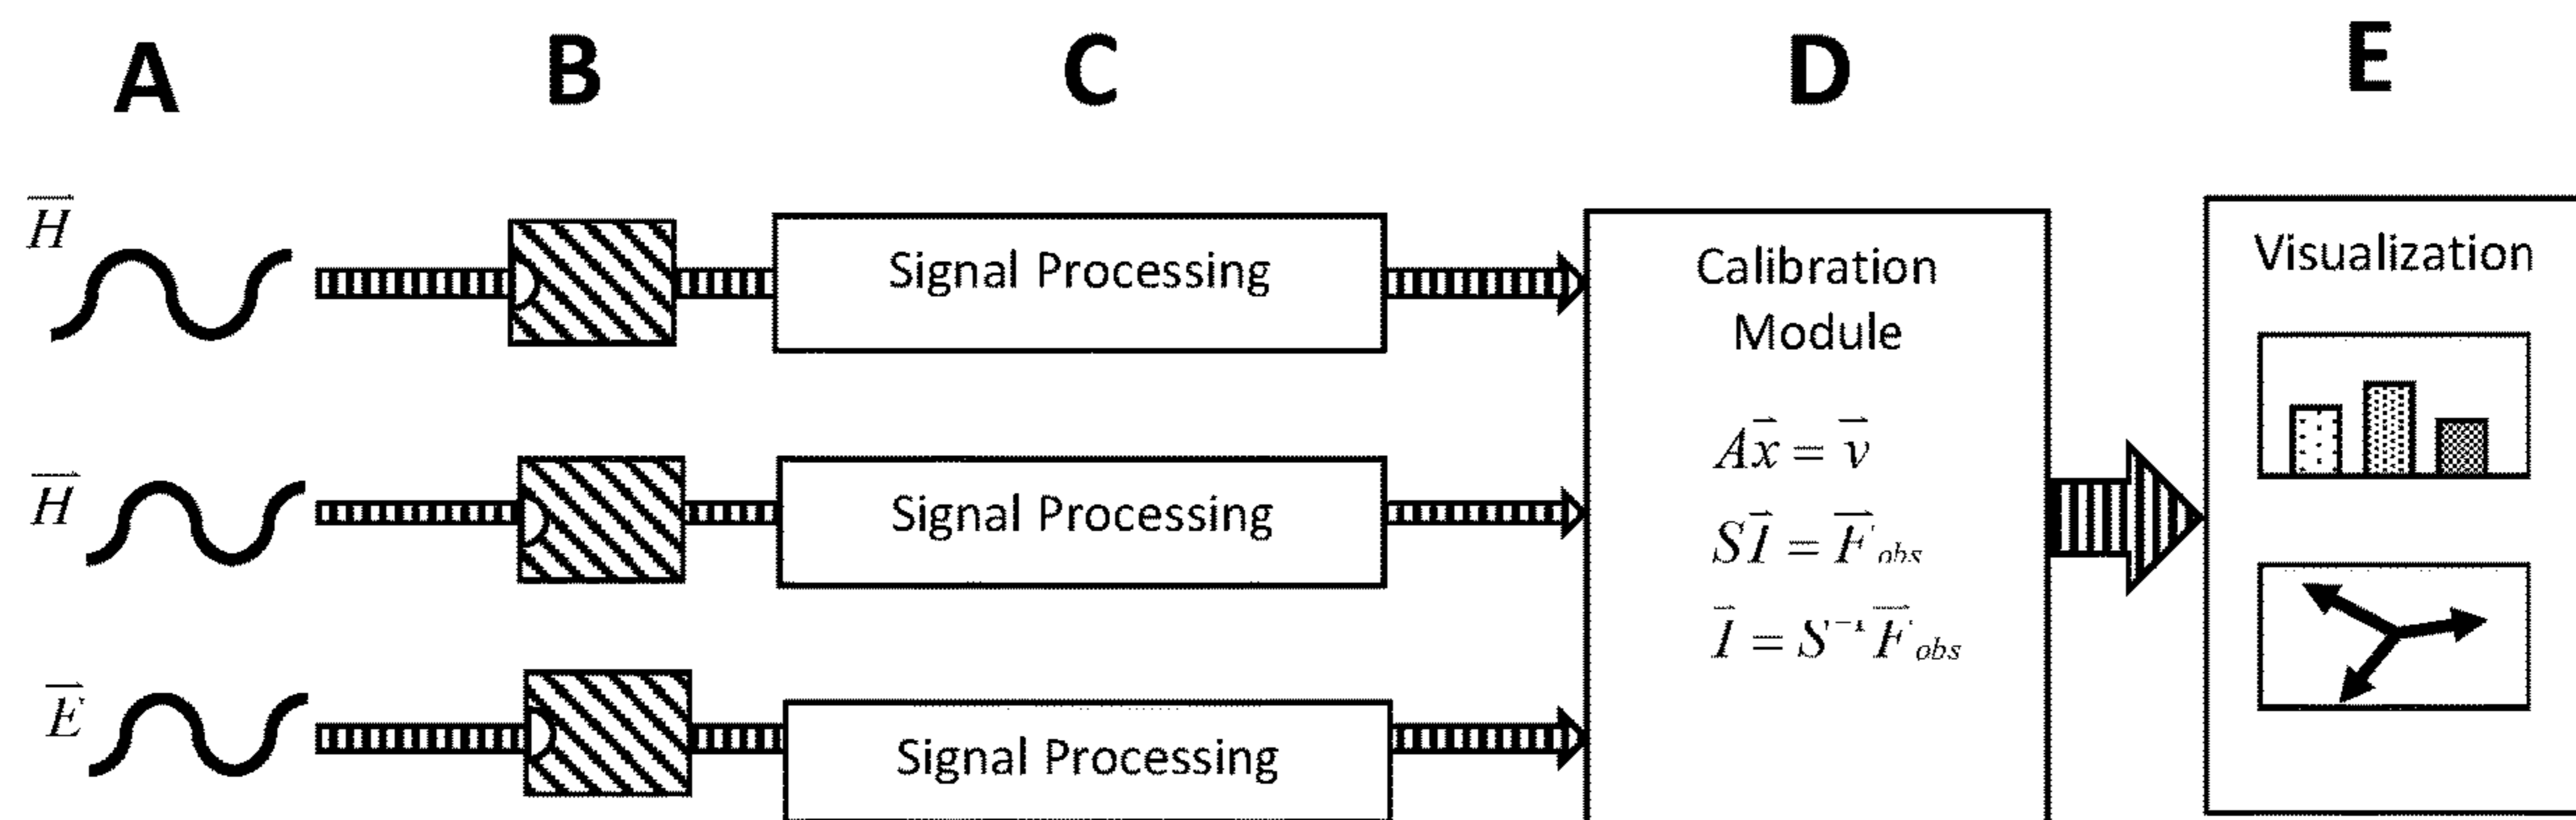 A B C D E
H⃗
Signal Processing
Calibration
Module
Visualization
H⃗
Signal Processing
Ax⃗ = v⃗
SI⃗ = F⃗obs
I⃗ = S⁻¹F⃗obs
E⃗
Signal Processing